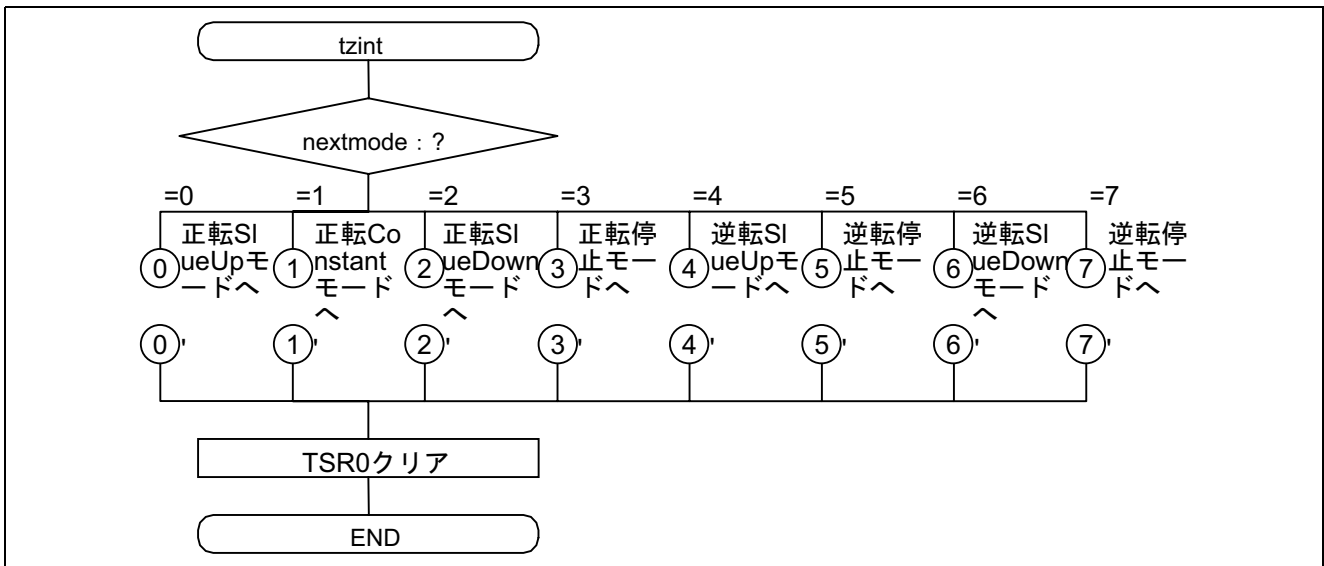 tzint
nextmode：?
=0 =1 =2 =3 =4 =5 =6 =7
0
正転Sl
ueUpモ
ードへ
1
正転Co
nstant
モード
へ
2
正転Sl
ueDown
モード
へ
3
正転停
止モー
ドへ
4
逆転Sl
ueUpモ
ードへ
5
逆転停
止モー
ドへ
6
逆転Sl
ueDown
モード
へ
7
逆転停
止モー
ドへ
0' 1' 2' 3' 4' 5' 6' 7'
TSR0クリア
END